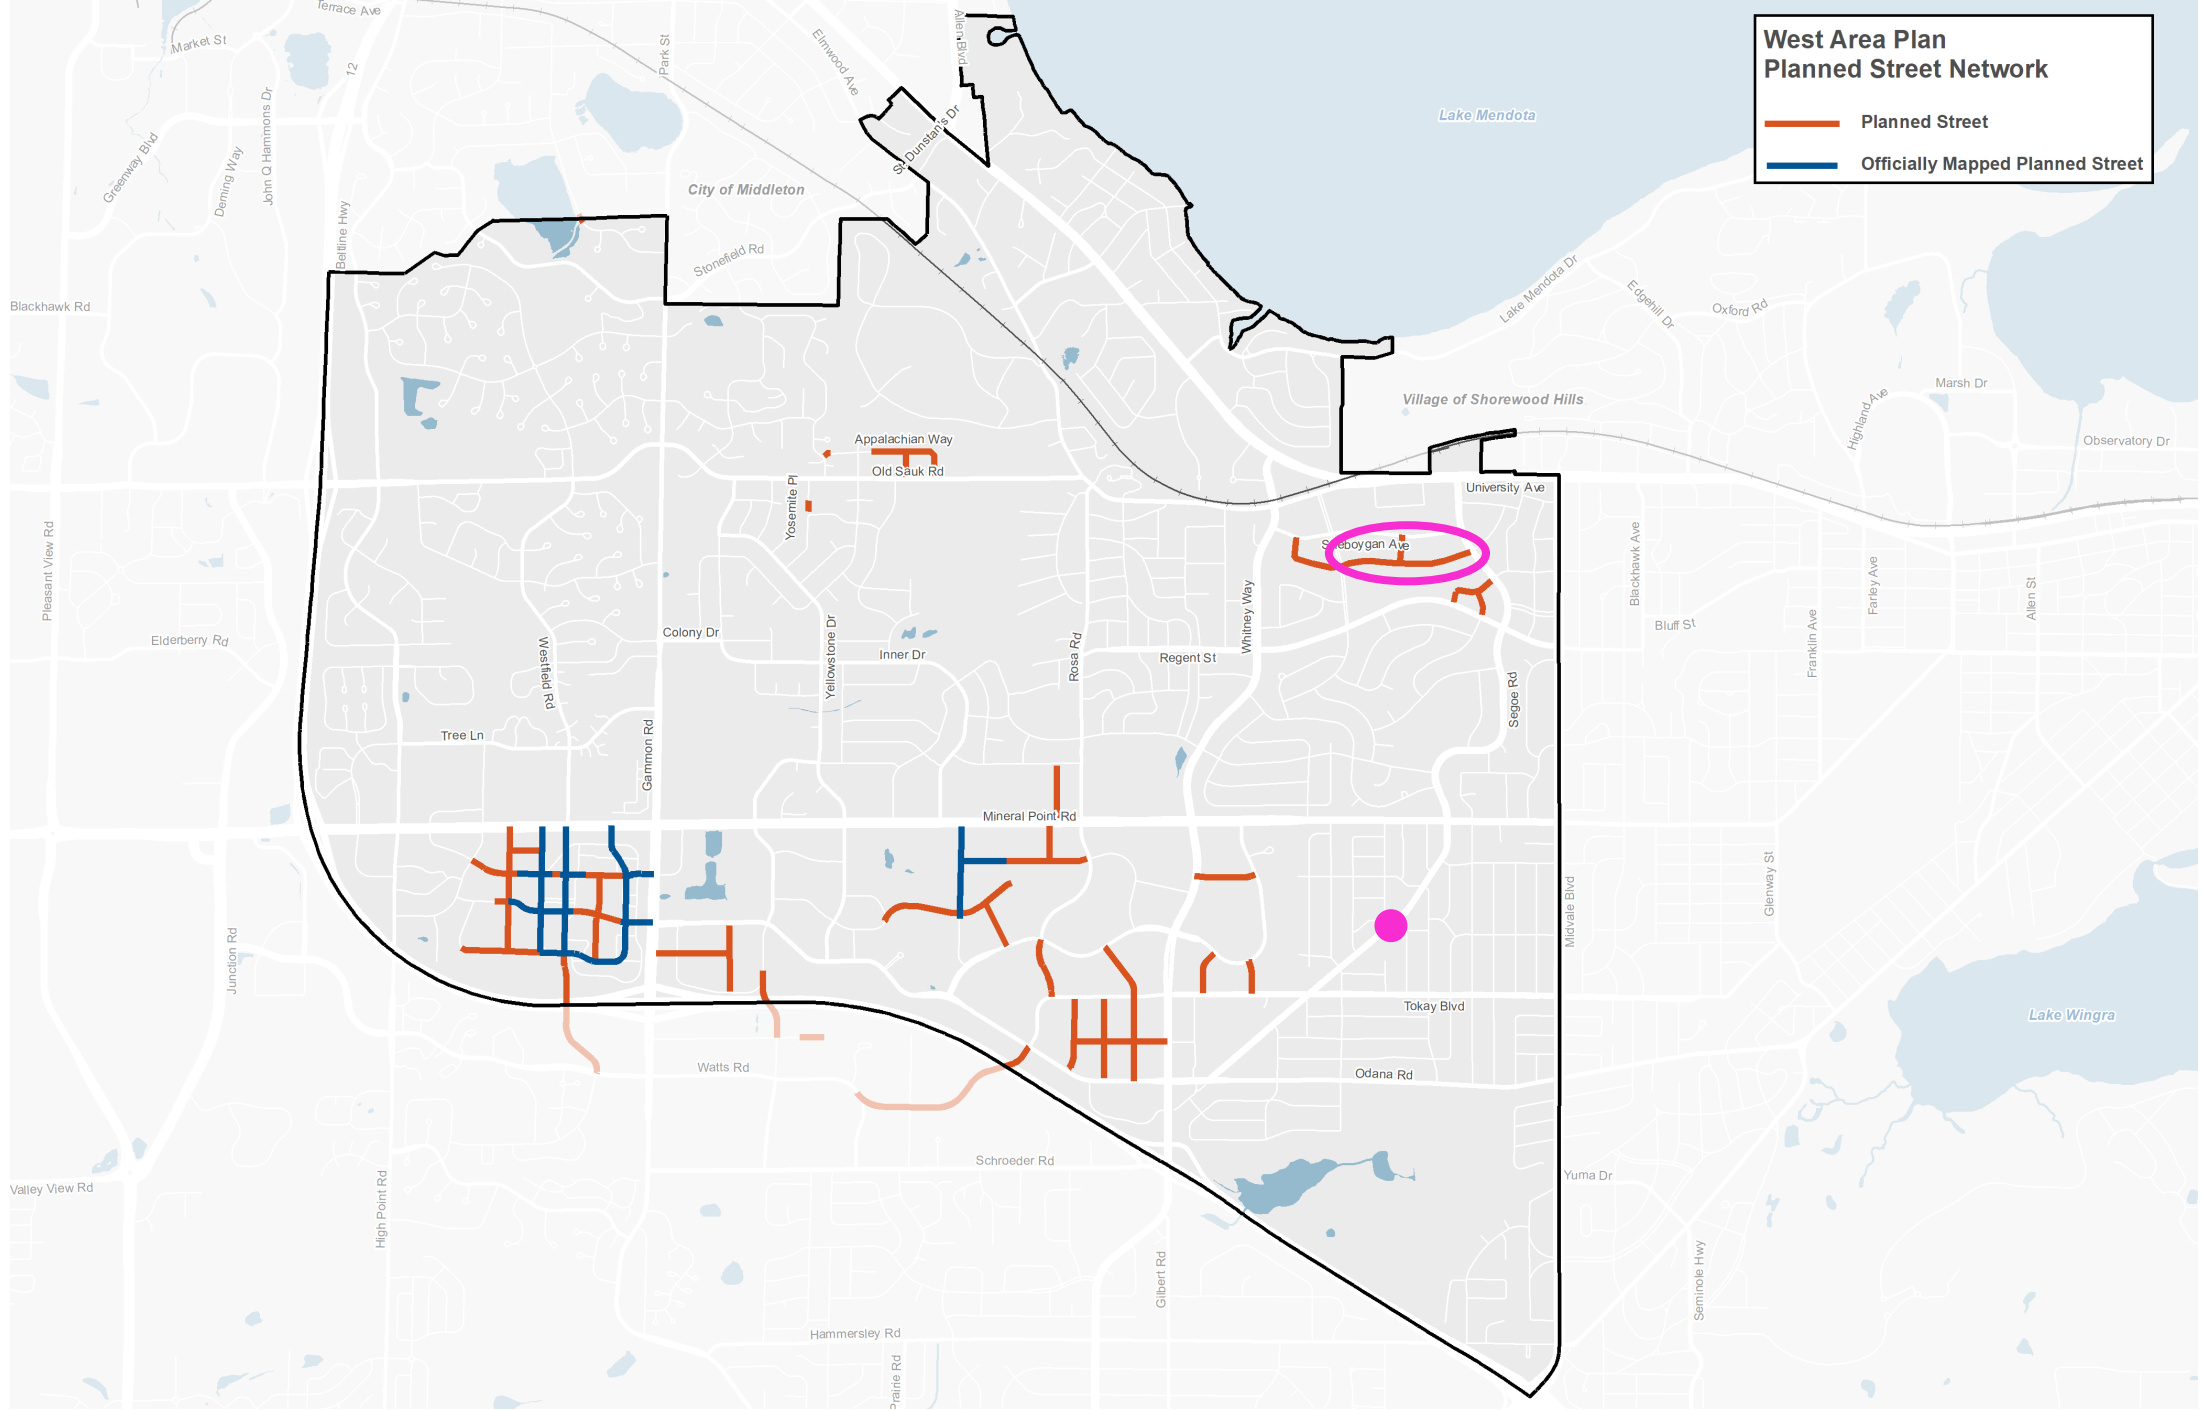 West Area Plan
Planned Street Network
Planned Street
Officially Mapped Planned Street
Terrace Ave
Market St
12
Park St
Elmwood Ave
Allen Blvd
Greenway Blvd
Deming Way
John Q Hammons Dr
Beltline Hwy
St Dunstan's Dr
City of Middleton
Stonefield Rd
Lake Mendota
Blackhawk Rd
Lake Mendota Dr
Edgehill Dr
Oxford Rd
Marsh Dr
Village of Shorewood Hills
Highland Ave
Observatory Dr
Appalachian Way
Old Sauk Rd
Yosemite Pl
University Ave
Sheboygan Ave
Pleasant View Rd
Blackhawk Ave
Farley Ave
Allen St
Whitney Way
Elderberry Rd
Westfield Rd
Colony Dr
Yellowstone Dr
Inner Dr
Rosa Rd
Regent St
Bluff St
Franklin Ave
Segoe Rd
Tree Ln
Gammon Rd
Mineral Point Rd
Glenway St
Midvale Blvd
Junction Rd
Tokay Blvd
Lake Wingra
Watts Rd
Odana Rd
Schroeder Rd
Valley View Rd
High Point Rd
Yuma Dr
Gilbert Rd
Seminole Hwy
Hammersley Rd
Prairie Rd